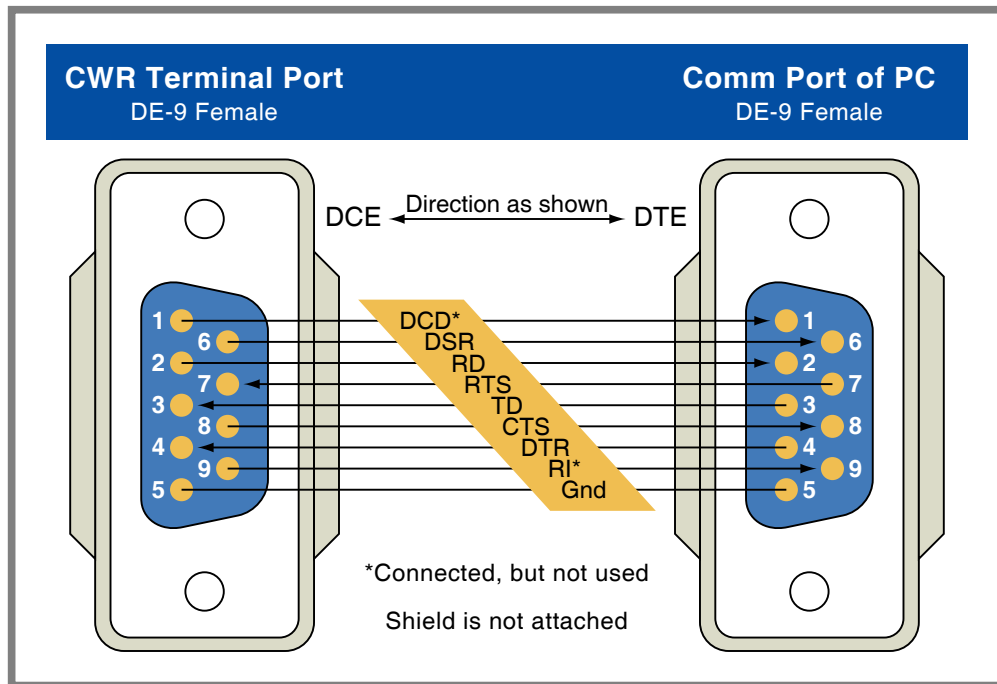 CWR Terminal Port
DE-9 Female
Comm Port of PC
DE-9 Female
DCE
Direction as shown
DTE
1
6
2
7
3
8
4
9
5
DCD*
DSR
RD
RTS
TD
CTS
DTR
RI*
Gnd
1
6
2
7
3
8
4
9
5
*Connected, but not used
Shield is not attached